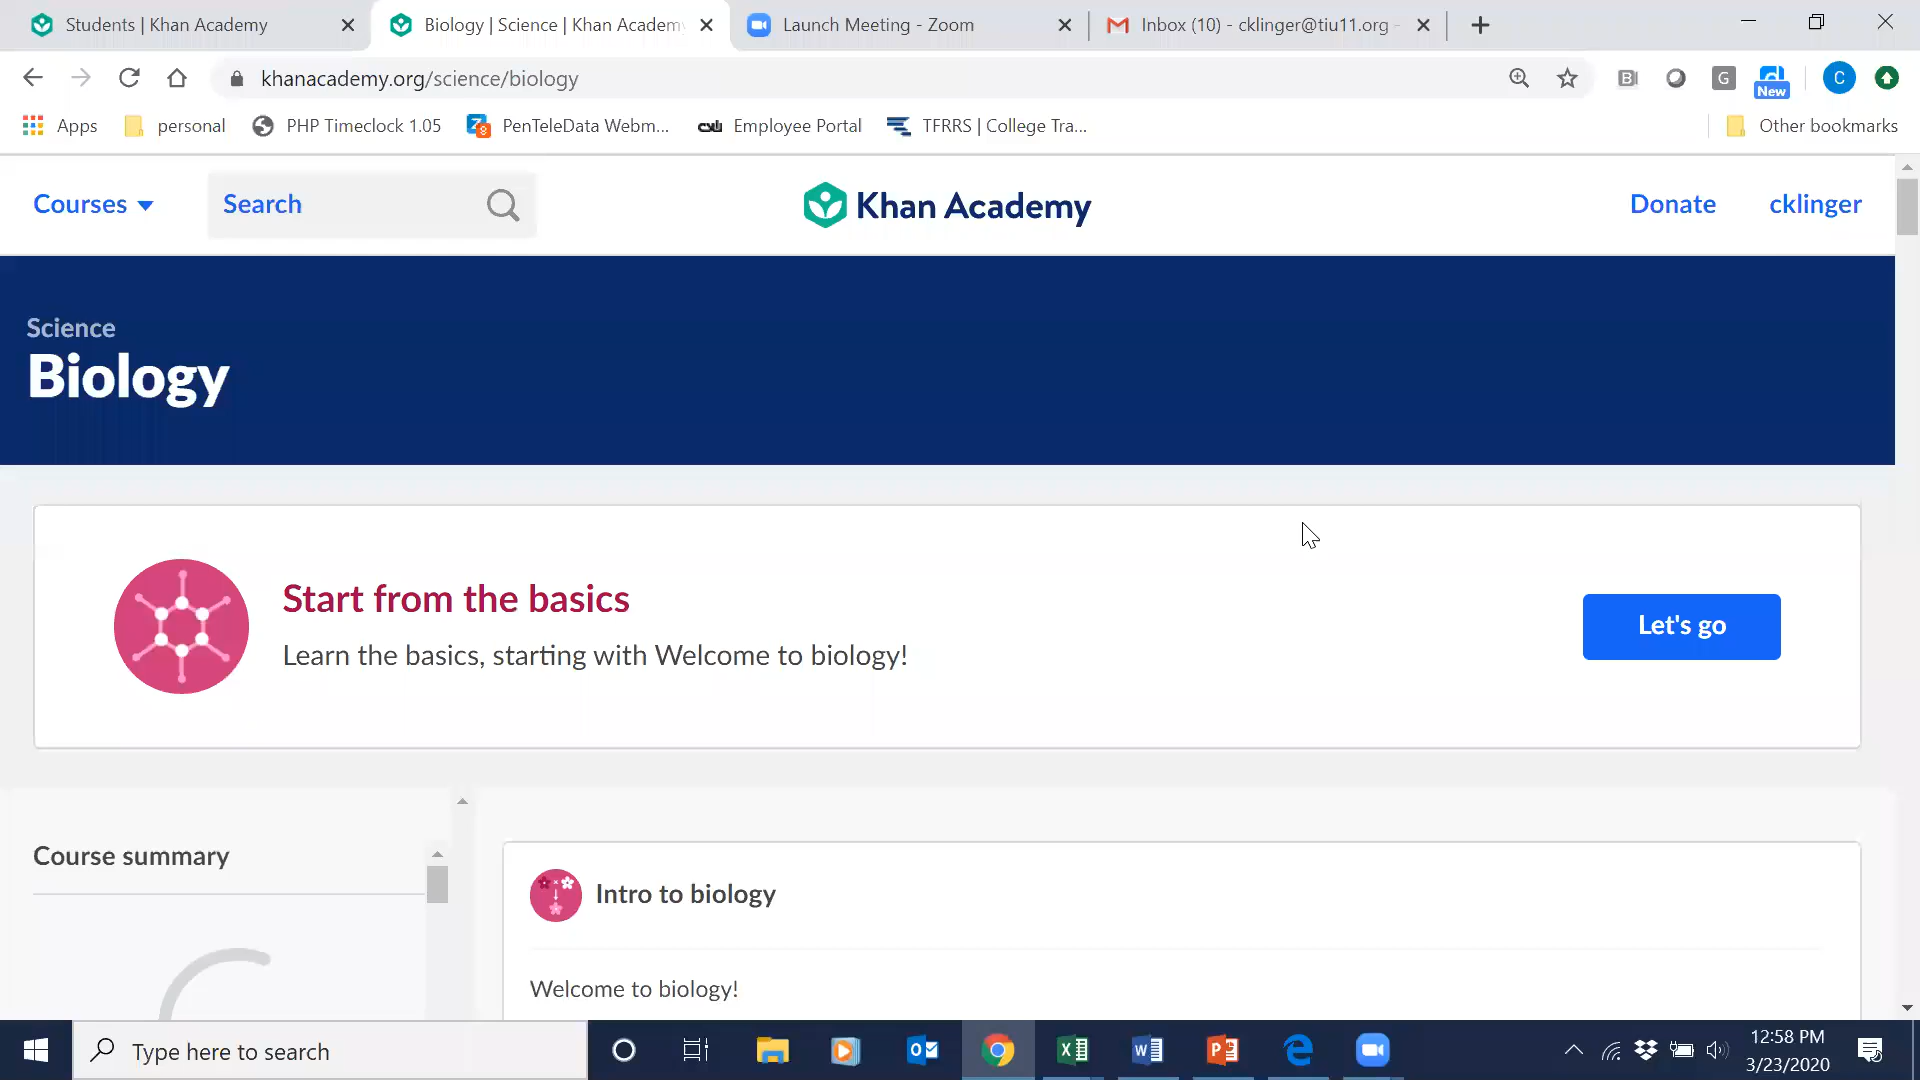 Students | Khan Academy
Biology | Science | Khan Academy
Launch Meeting - Zoom
Inbox (10) - cklinger@tiu11.org -
khanacademy.org/science/biology
B
G
New
C
Apps
personal
PHP Timeclock 1.05
PenTeleData Webm...
Employee Portal
TFRRS | College Tra...
Other bookmarks
Courses
Search
Khan Academy
Donate
cklinger
Science
Biology
Start from the basics
Learn the basics, starting with Welcome to biology!
Let's go
Course summary
Intro to biology
Welcome to biology!
Type here to search
12:58 PM
3/23/2020